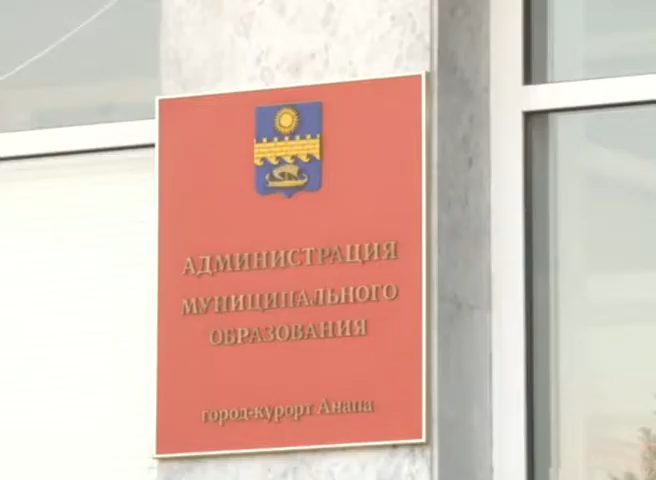 АДМИНИСТРАЦИЯ
МУНИЦИПАЛЬНОГО
ОБРАЗОВАНИЯ
город-курорт Анапа